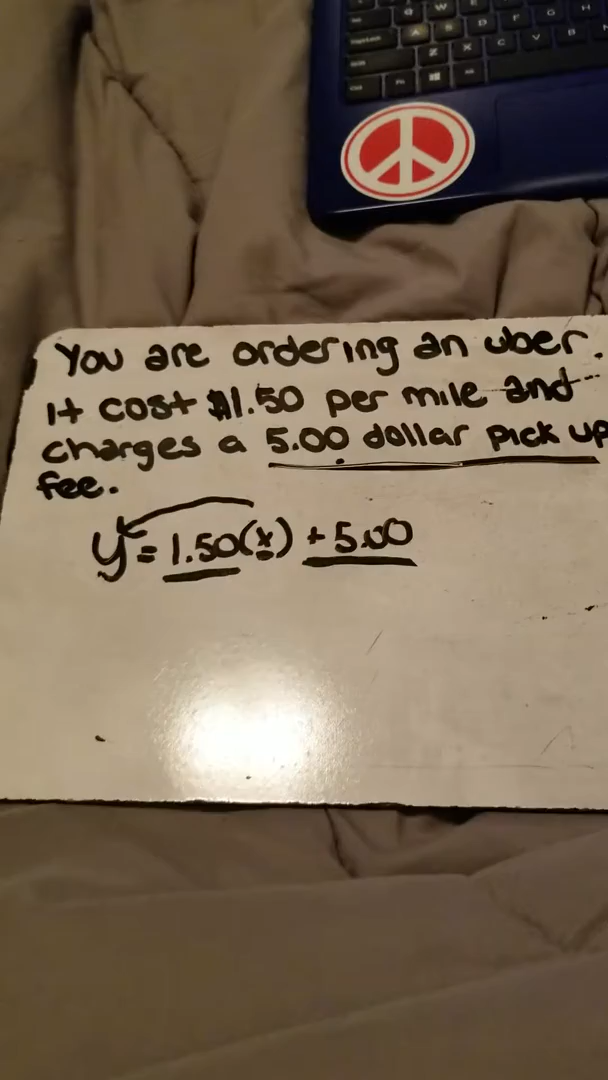 Q W E R T Y
A S D F G H
Z X C V B
You are ordering an uber.
It cost $1.50 per mile and
charges a 5.00 dollar pick up
fee.
y = 1.50(x) + 5.00